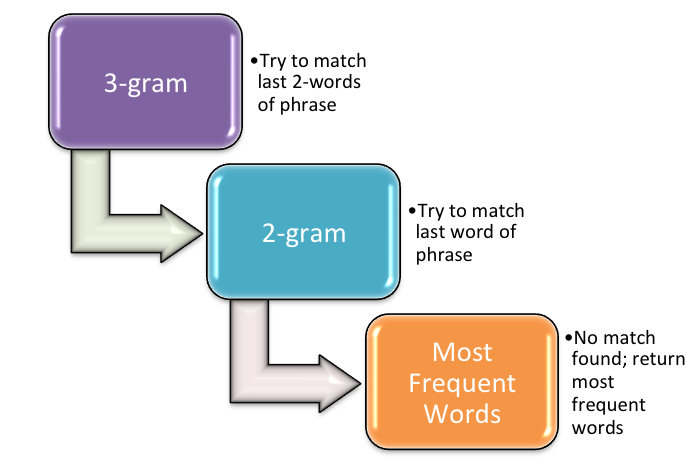 3-gram
•Try to match
last 2-words
of phrase
2-gram
•Try to match
last word of
phrase
Most
Frequent
Words
•No match
found; return
most
frequent
words